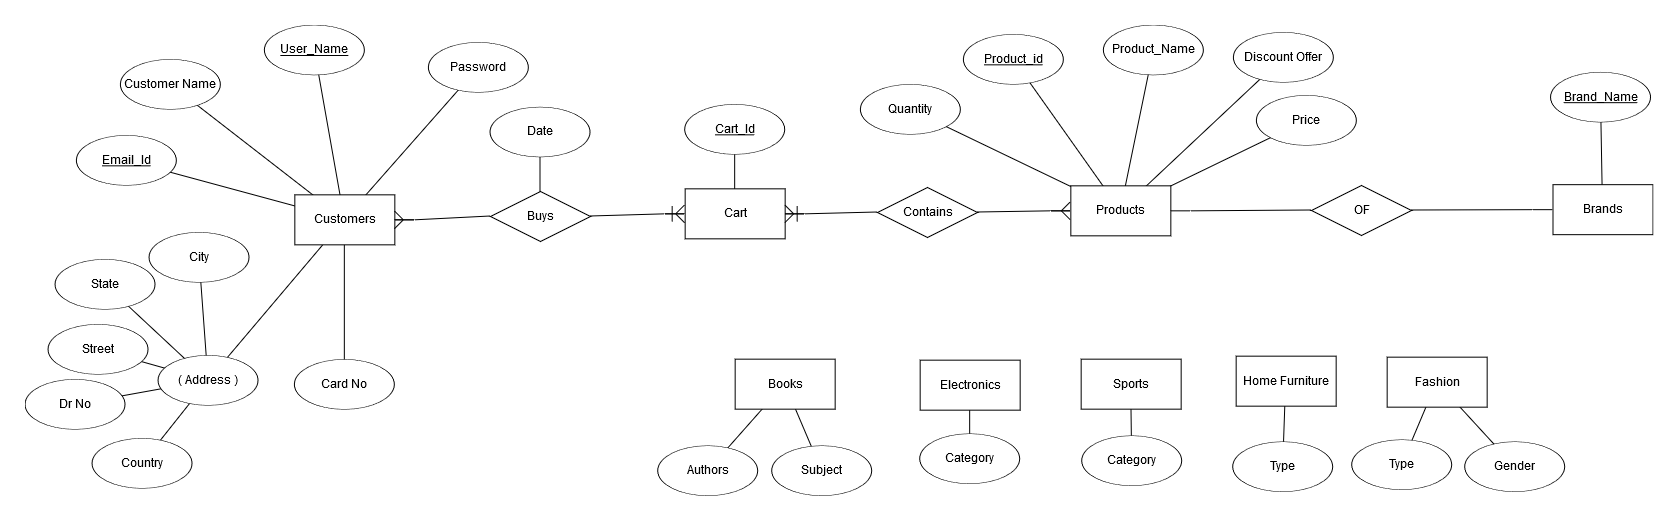 User_Name
Password
Customer Name
Email_Id
Date
Customers
Buys
Cart_Id
Cart
Contains
Quantity
Product_id
Product_Name
Discount Offer
Price
Products
OF
Brand_Name
Brands
City
State
Street
( Address )
Dr No
Country
Card No
Books
Authors
Subject
Electronics
Category
Sports
Category
Home Furniture
Type
Fashion
Type
Gender